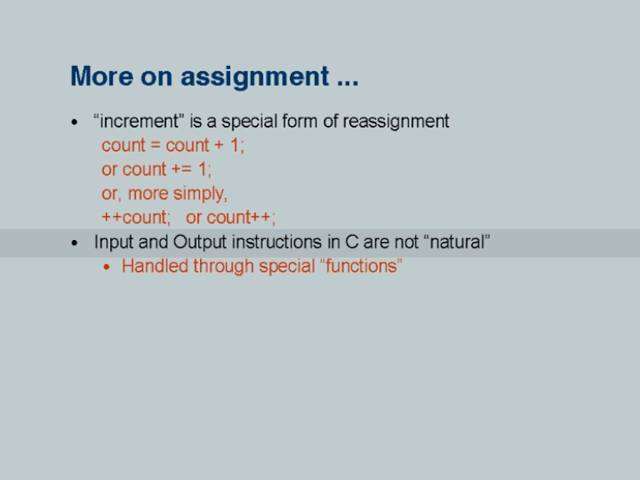 More on assignment ...
• “increment” is a special form of reassignment
count = count + 1;
or count += 1;
or, more simply,
++count; or count++;
• Input and Output instructions in C are not “natural”
• Handled through special “functions”